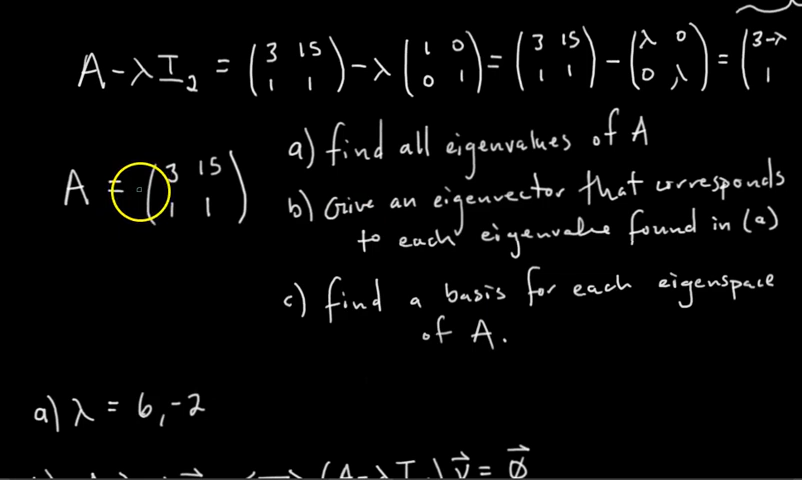 A - λI₂ = (3 15 1 1) - λ (1 0 0 1) = (3 15 1 1) - (λ 0 0 λ) = (3-λ 1
A = (3 15 1 1)
a) find all eigenvalues of A
b) Give an eigenvector that corresponds
to each eigenvalue found in (a)
c) find a basis for each eigenspace
of A.
a) λ = 6, -2
(A - λI₂) v⃗ = 0⃗